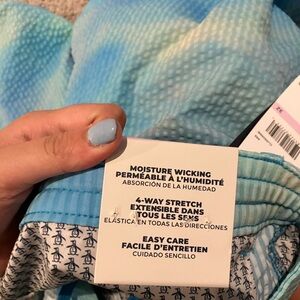 MOISTURE WICKING
PERMÉABLE À L'HUMIDITÉ
ABSORCIÓN DE LA HUMEDAD
4-WAY STRETCH
EXTENSIBLE DANS
TOUS LES SENS
ELÁSTICA EN TODAS LAS DIRECCIONES
EASY CARE
FACILE D'ENTRETIEN
CUIDADO SENCILLO